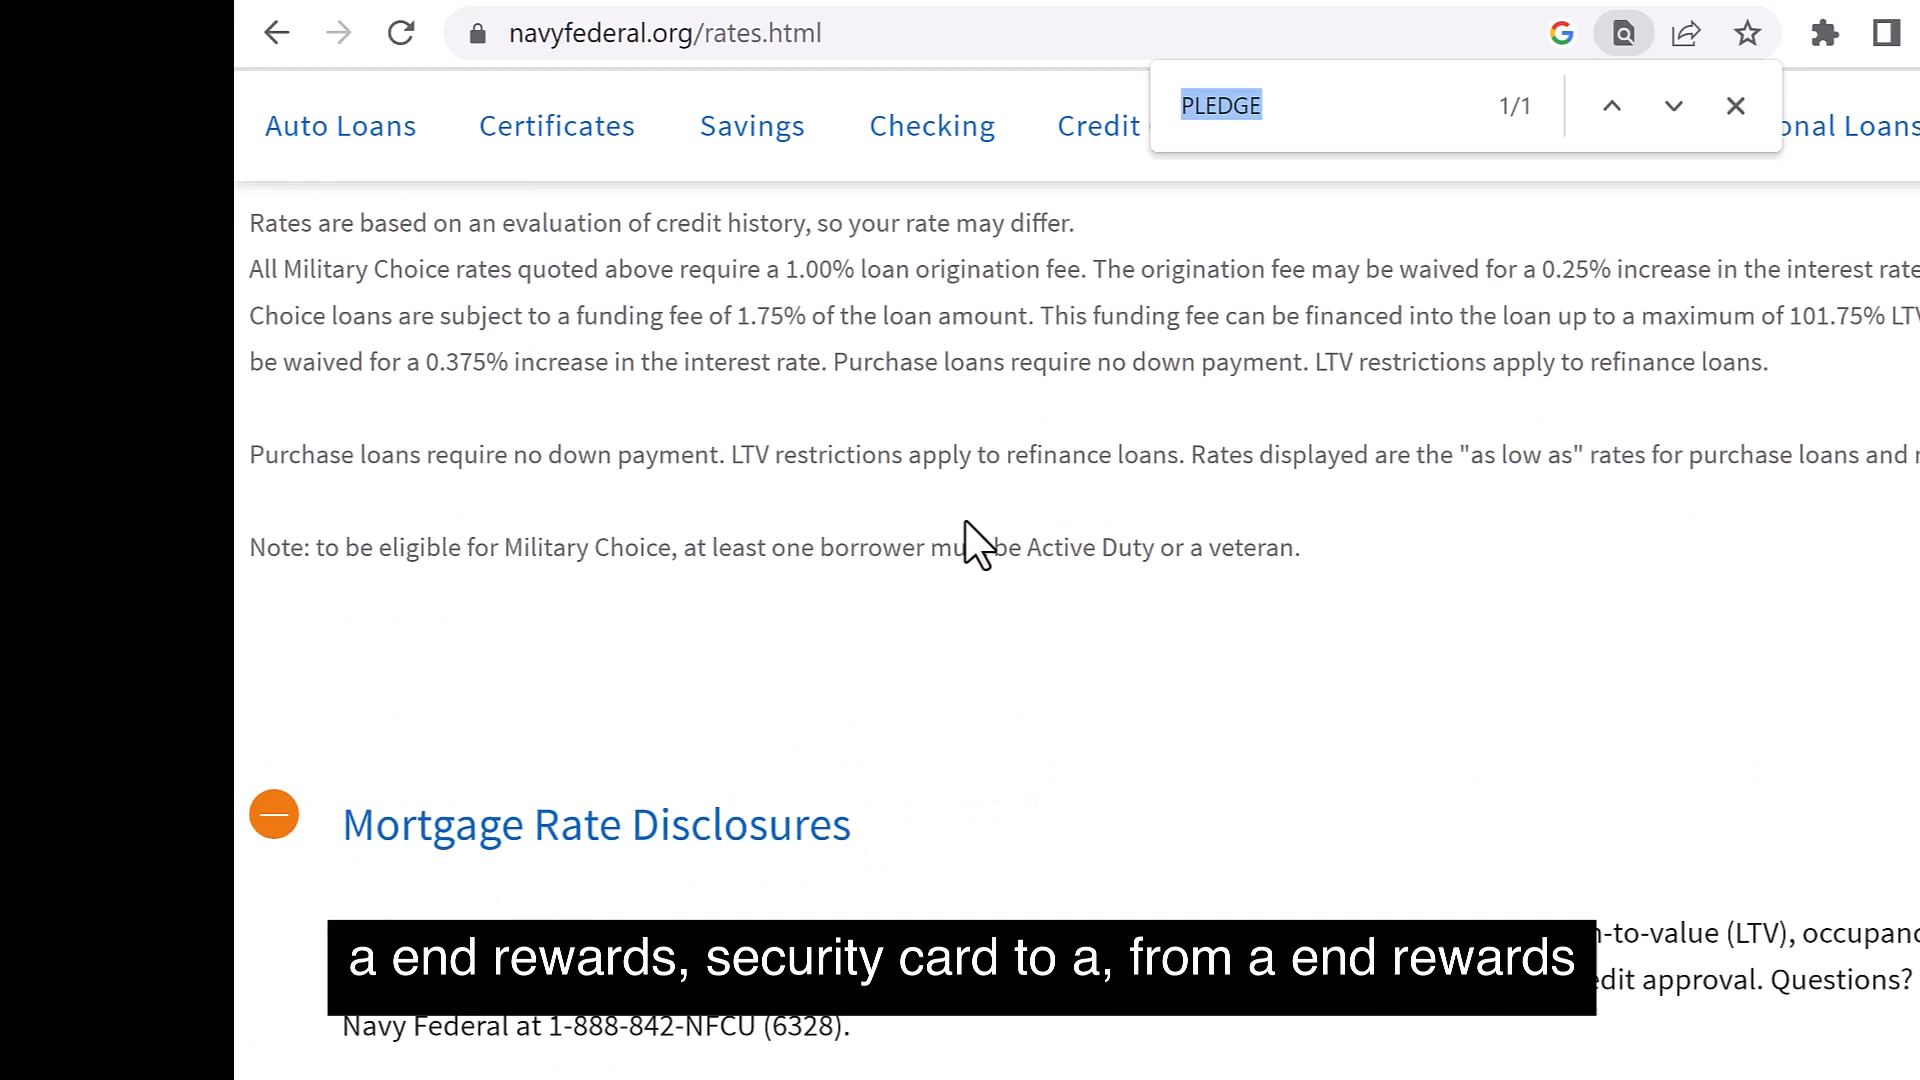 navyfederal.org/rates.html
PLEDGE 1/1
Auto Loans Certificates Savings Checking Credit onal Loans
Rates are based on an evaluation of credit history, so your rate may differ.
All Military Choice rates quoted above require a 1.00% loan origination fee. The origination fee may be waived for a 0.25% increase in the interest rate
Choice loans are subject to a funding fee of 1.75% of the loan amount. This funding fee can be financed into the loan up to a maximum of 101.75% LTV
be waived for a 0.375% increase in the interest rate. Purchase loans require no down payment. LTV restrictions apply to refinance loans.
Purchase loans require no down payment. LTV restrictions apply to refinance loans. Rates displayed are the "as low as" rates for purchase loans and
Note: to be eligible for Military Choice, at least one borrower mu be Active Duty or a veteran.
Mortgage Rate Disclosures
n-to-value (LTV), occupanc
a end rewards, security card to a, from a end rewards
edit approval. Questions?
Navy Federal at 1-888-842-NFCU (6328).